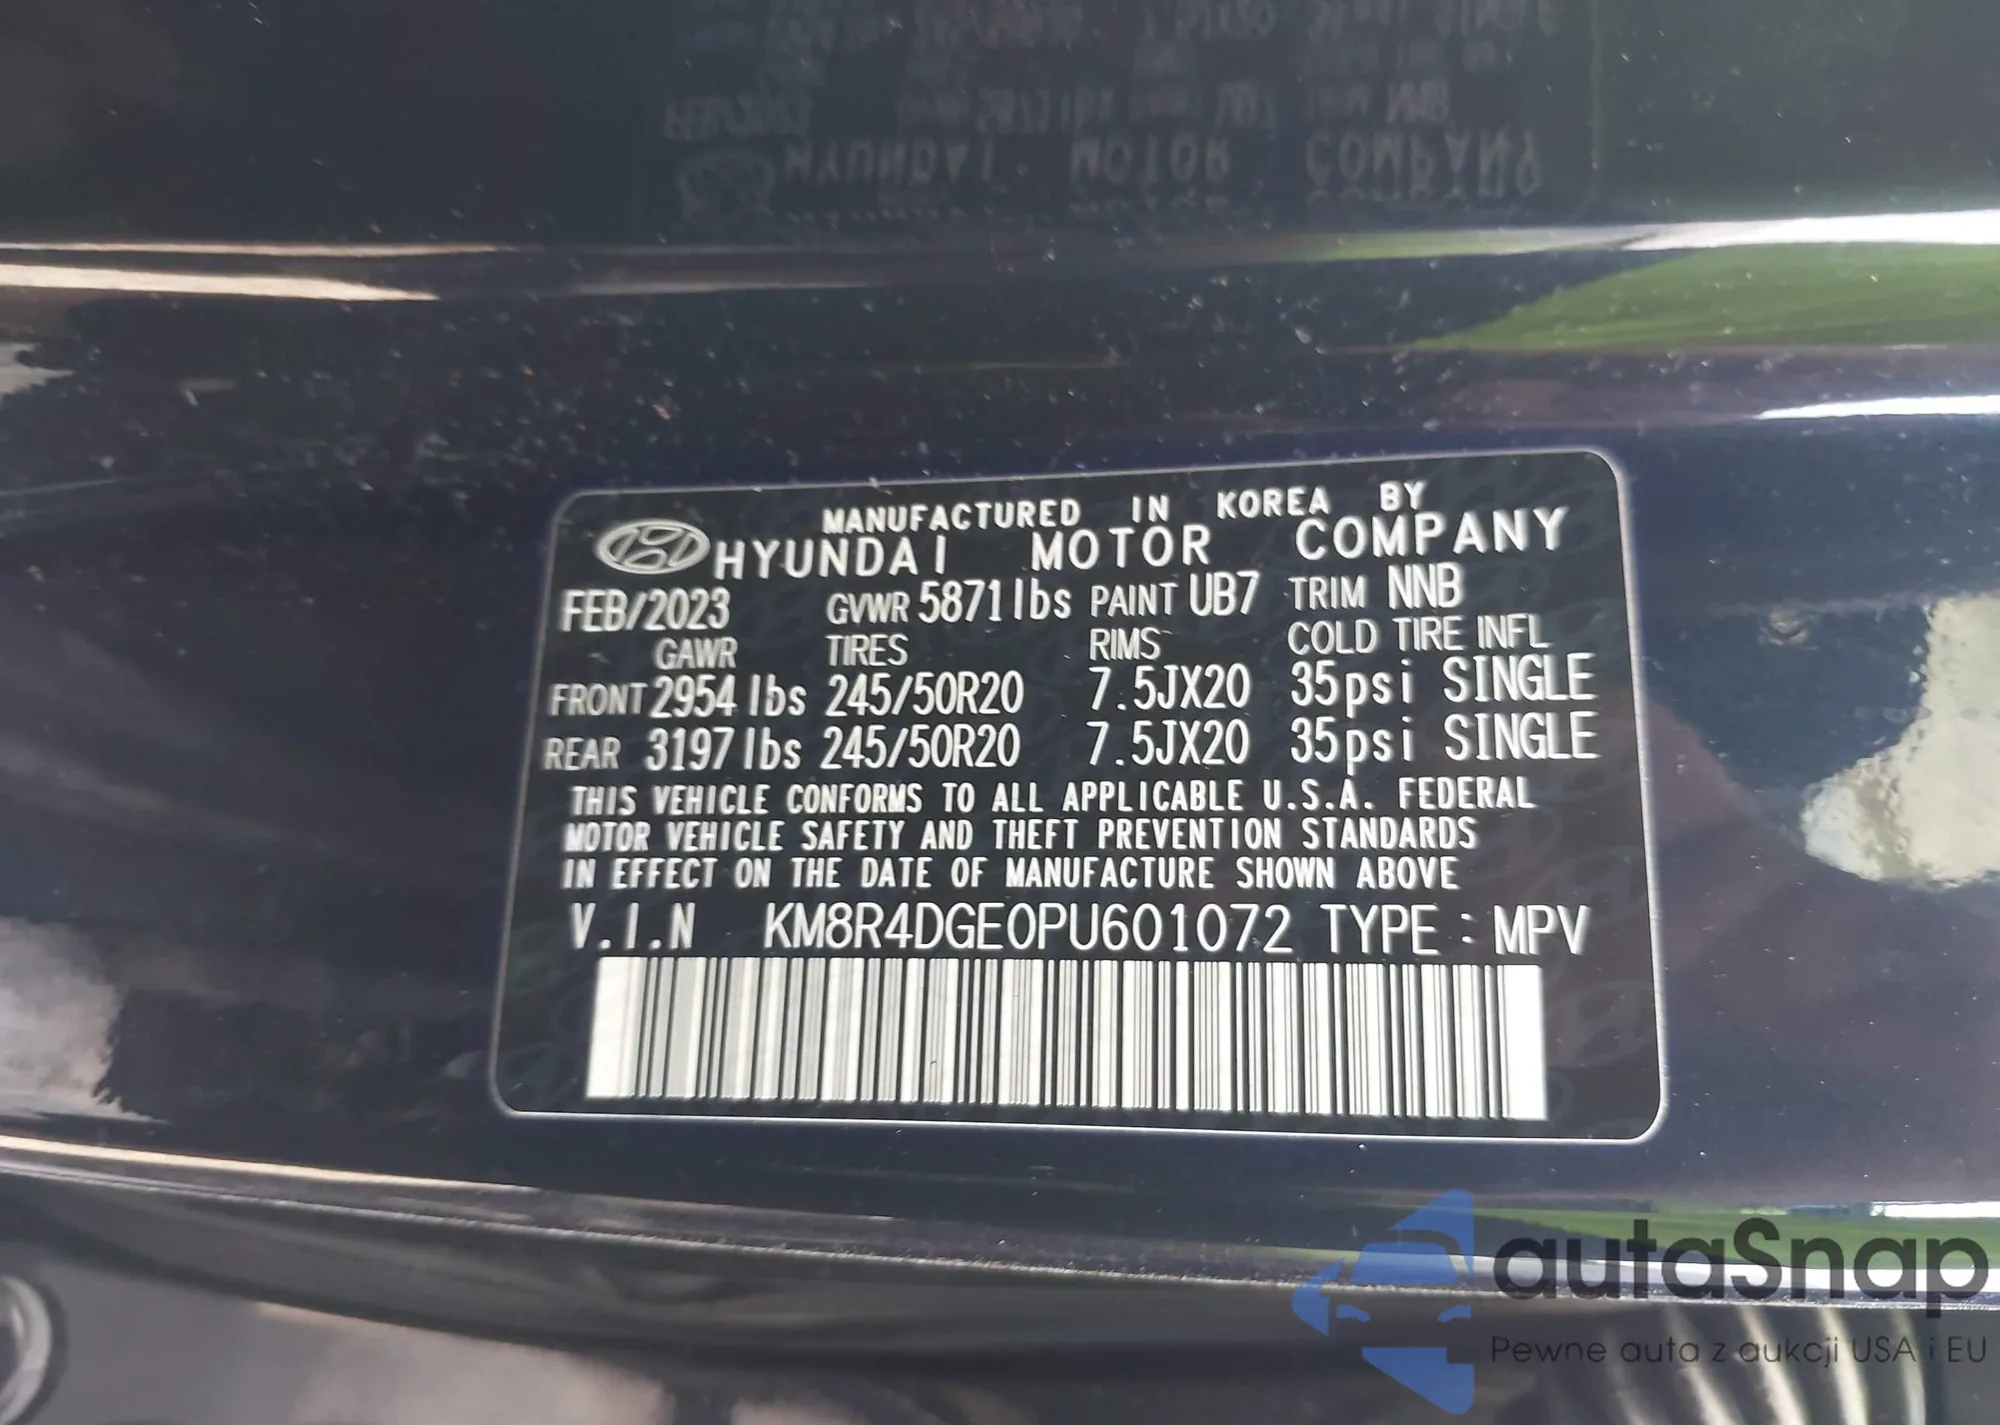 MANUFACTURED IN KOREA BY
HYUNDAI MOTOR COMPANY
FEB/2023 GVWR 5871lbs PAINT UB7 TRIM NNB
GAWR TIRES RIMS COLD TIRE INFL
FRONT 2954 lbs 245/50R20 7.5JX20 35psi SINGLE
REAR 3197 lbs 245/50R20 7.5JX20 35psi SINGLE
THIS VEHICLE CONFORMS TO ALL APPLICABLE U.S.A. FEDERAL
MOTOR VEHICLE SAFETY AND THEFT PREVENTION STANDARDS
IN EFFECT ON THE DATE OF MANUFACTURE SHOWN ABOVE
V.I.N KM8R4DGE0PU601072 TYPE : MPV
autaSnap
Pewne auta z aukcji USA i EU